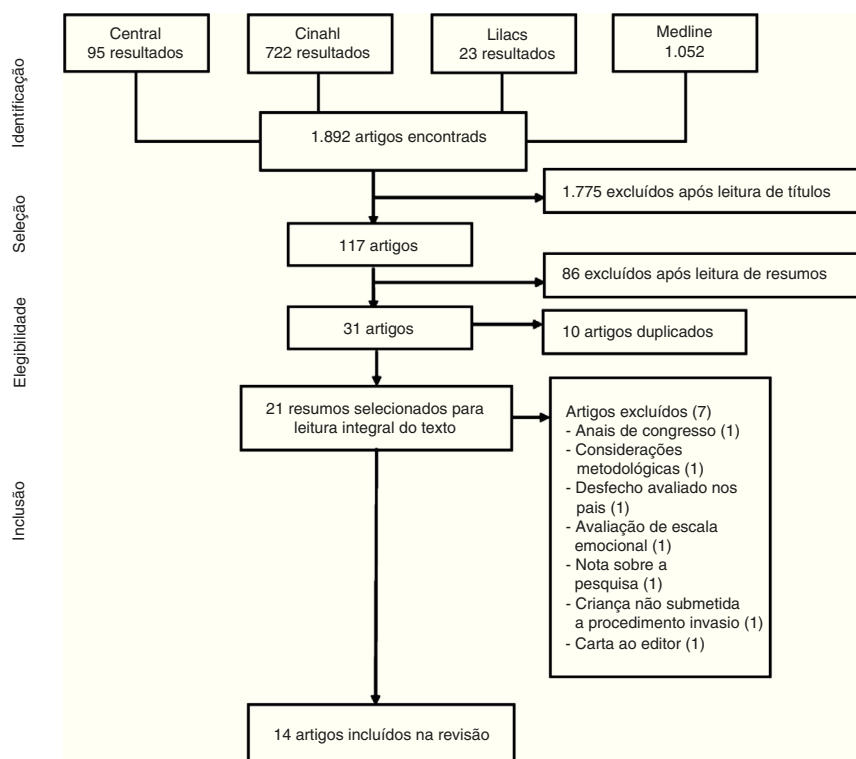 Identificação
Central
95 resultados
Cinahl
722 resultados
Lilacs
23 resultados
Medline
1.052
1.892 artigos encontrads
1.775 excluídos após leitura de títulos
Seleção
117 artigos
86 excluídos após leitura de resumos
Elegibilidade
31 artigos
10 artigos duplicados
21 resumos selecionados para
leitura integral do texto
Artigos excluídos (7)
- Anais de congresso (1)
- Considerações
metodológicas (1)
- Desfecho avaliado nos
pais (1)
- Avaliação de escala
emocional (1)
- Nota sobre a
pesquisa (1)
- Criança não submetida
a procedimento invasio (1)
- Carta ao editor (1)
Inclusão
14 artigos incluídos na revisão